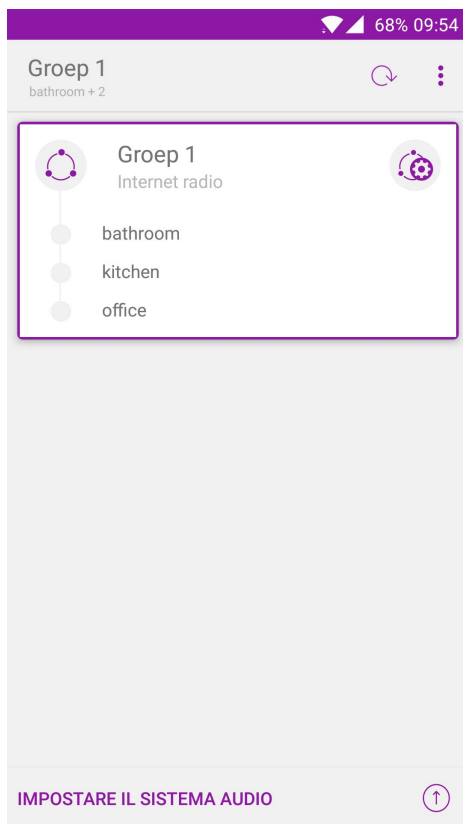 68% 09:54
Groep 1
bathroom + 2
Groep 1
Internet radio
bathroom
kitchen
office
IMPOSTARE IL SISTEMA AUDIO